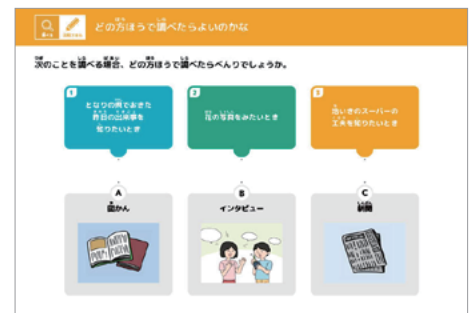 どの方ほうで調べたらよいのかな
次のことを調べる場合、どの方ほうで調べたらべんりでしょうか。
1
となりの県でおきた
昨日の出来事を
知りたいとき
2
花の写真をみたいとき
3
地いきのスーパーの
工夫を知りたいとき
A
図かん
B
インタビュー
C
新聞